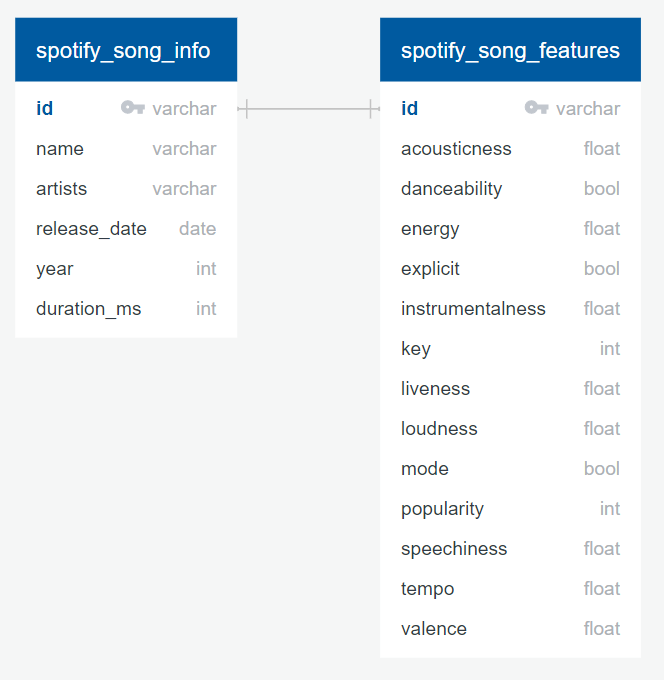 spotify_song_info
id varchar
name varchar
artists varchar
release_date date
year int
duration_ms int
spotify_song_features
id varchar
acousticness float
danceability bool
energy float
explicit bool
instrumentalness float
key int
liveness float
loudness float
mode bool
popularity int
speechiness float
tempo float
valence float